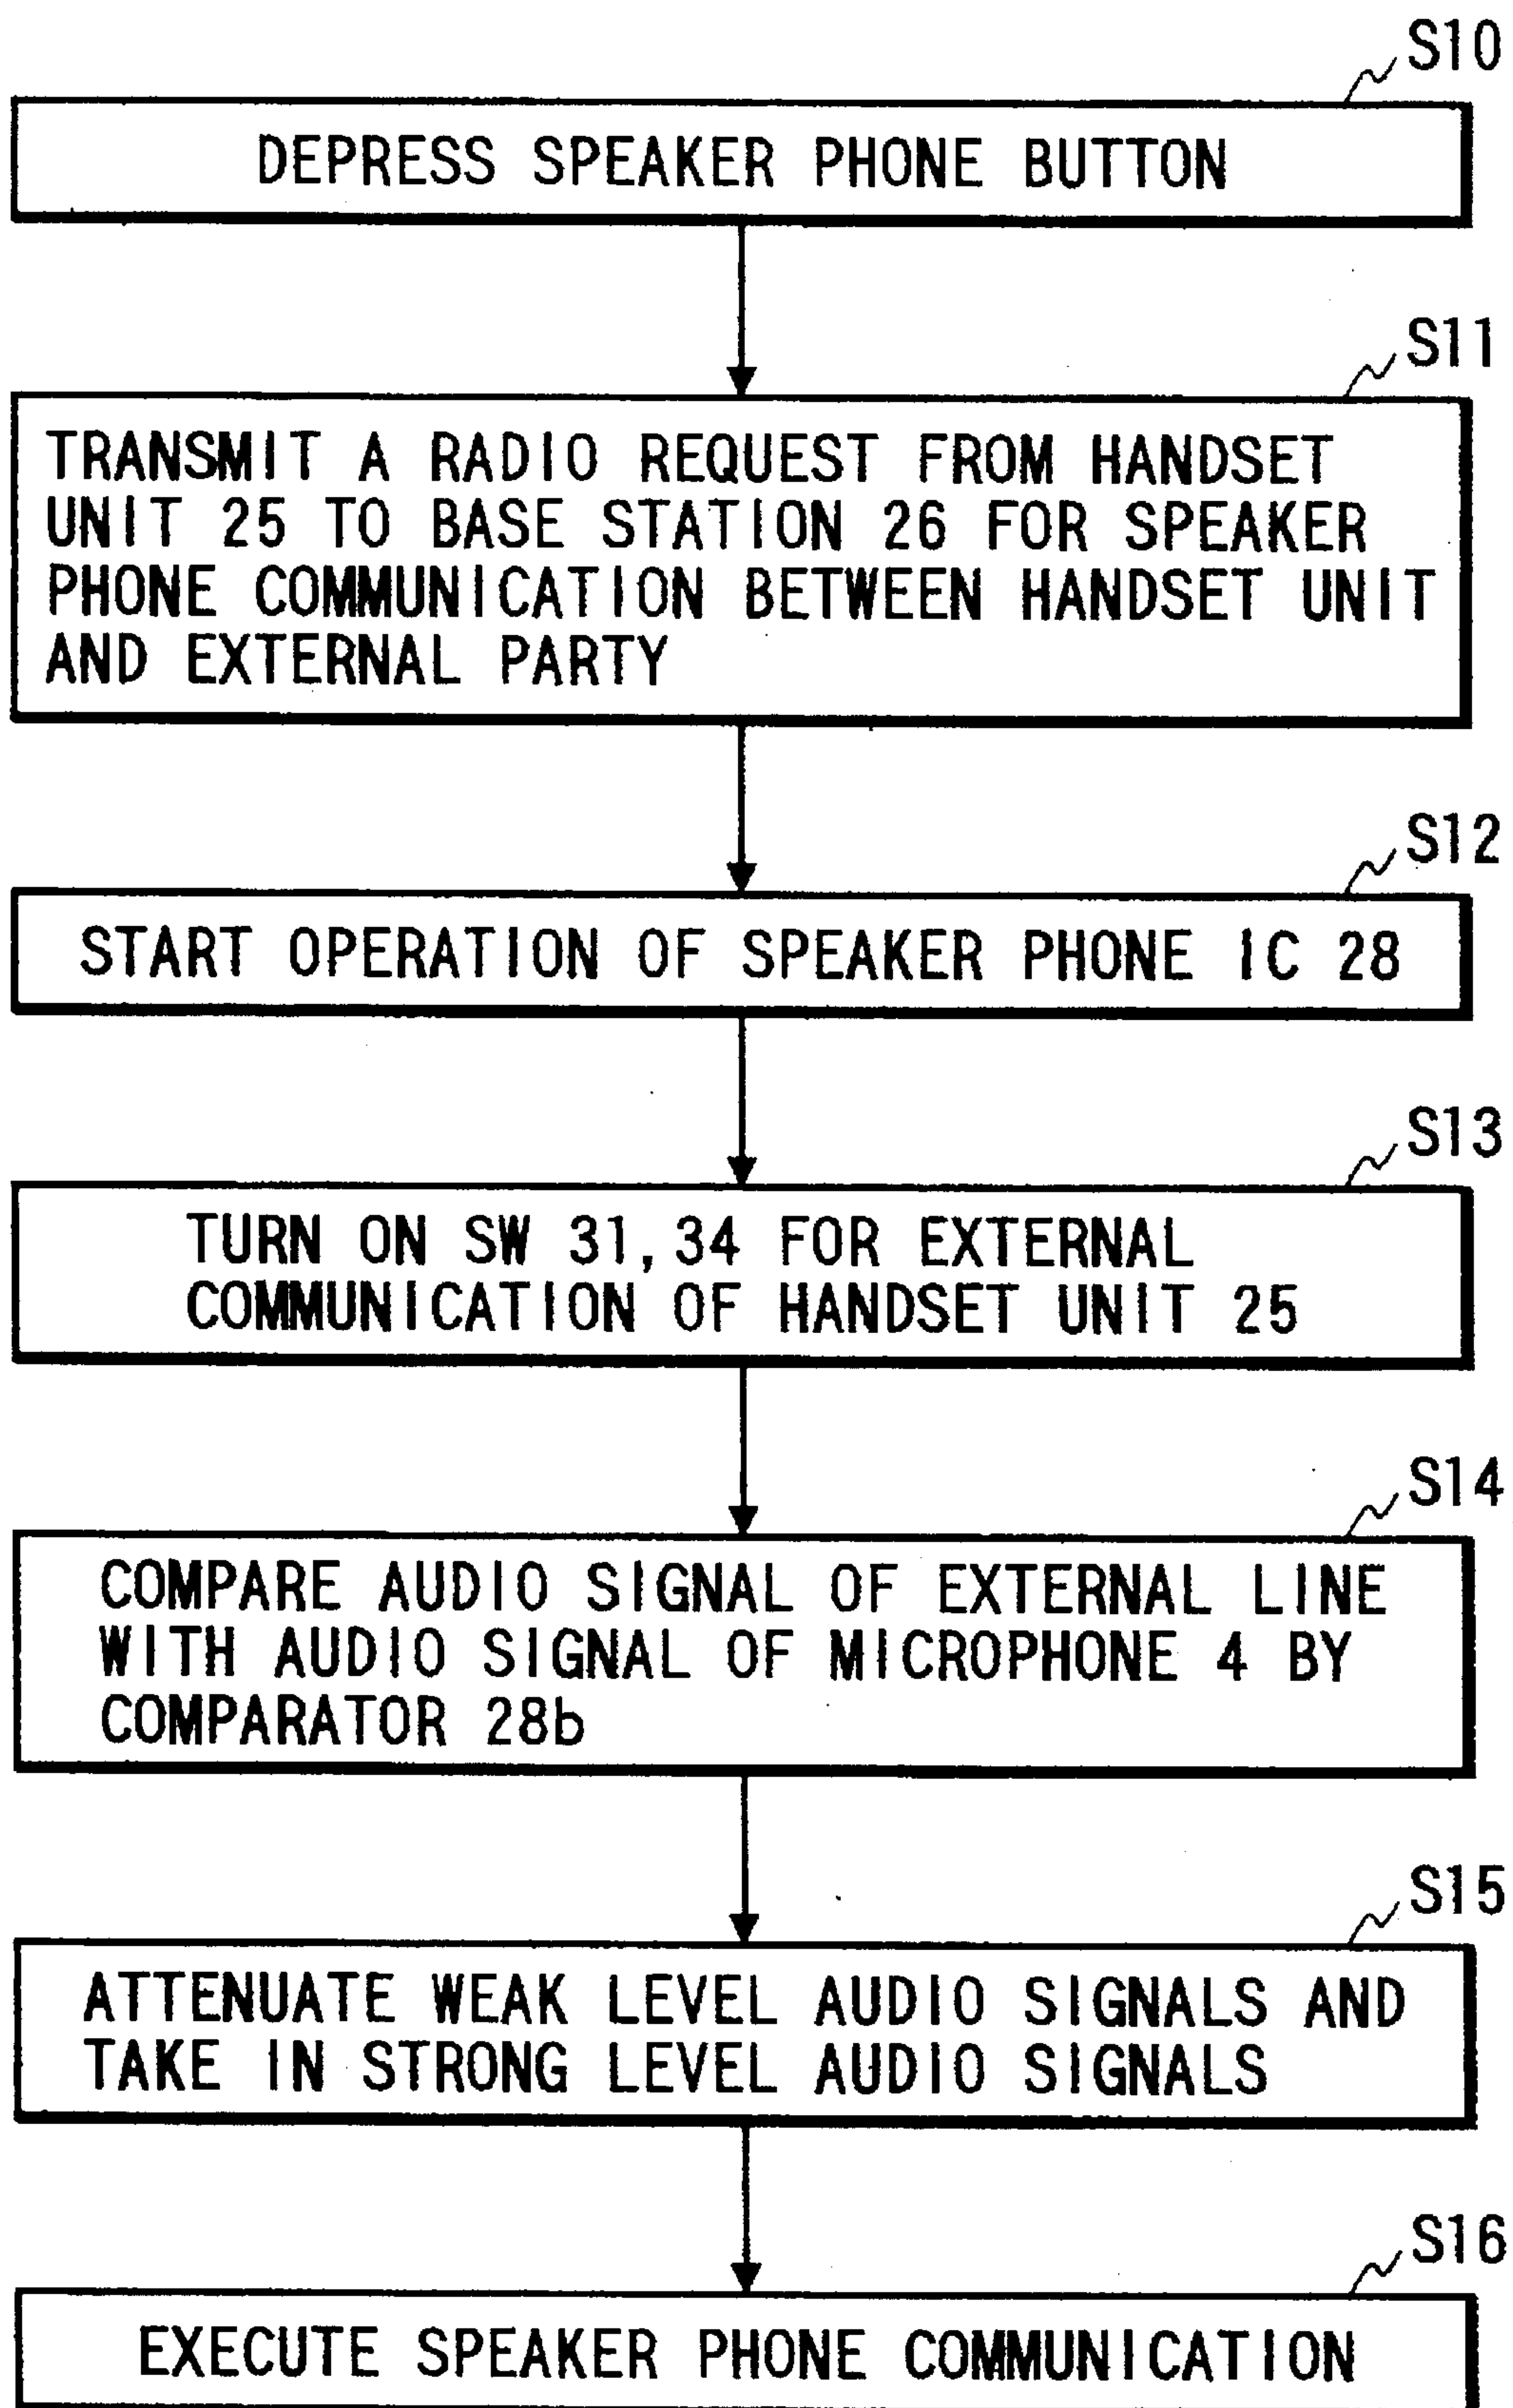 S10
DEPRESS SPEAKER PHONE BUTTON
S11
TRANSMIT A RADIO REQUEST FROM HANDSET
UNIT 25 TO BASE STATION 26 FOR SPEAKER
PHONE COMMUNICATION BETWEEN HANDSET UNIT
AND EXTERNAL PARTY
S12
START OPERATION OF SPEAKER PHONE IC 28
S13
TURN ON SW 31, 34 FOR EXTERNAL
COMMUNICATION OF HANDSET UNIT 25
S14
COMPARE AUDIO SIGNAL OF EXTERNAL LINE
WITH AUDIO SIGNAL OF MICROPHONE 4 BY
COMPARATOR 28b
S15
ATTENUATE WEAK LEVEL AUDIO SIGNALS AND
TAKE IN STRONG LEVEL AUDIO SIGNALS
S16
EXECUTE SPEAKER PHONE COMMUNICATION